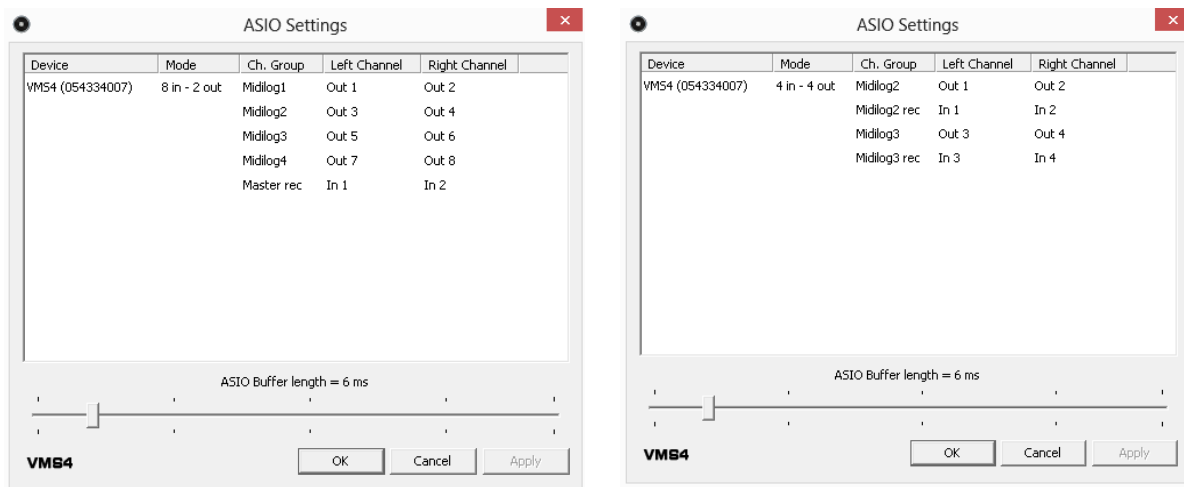 ASIO Settings
Device Mode Ch. Group Left Channel Right Channel
VMS4 (054334007) 8 in - 2 out Midilog1 Out 1 Out 2
Midilog2 Out 3 Out 4
Midilog3 Out 5 Out 6
Midilog4 Out 7 Out 8
Master rec In 1 In 2
ASIO Buffer length = 6 ms
VMS4 OK Cancel Apply
ASIO Settings
Device Mode Ch. Group Left Channel Right Channel
VMS4 (054334007) 4 in - 4 out Midilog2 Out 1 Out 2
Midilog2 rec In 1 In 2
Midilog3 Out 3 Out 4
Midilog3 rec In 3 In 4
ASIO Buffer length = 6 ms
VMS4 OK Cancel Apply